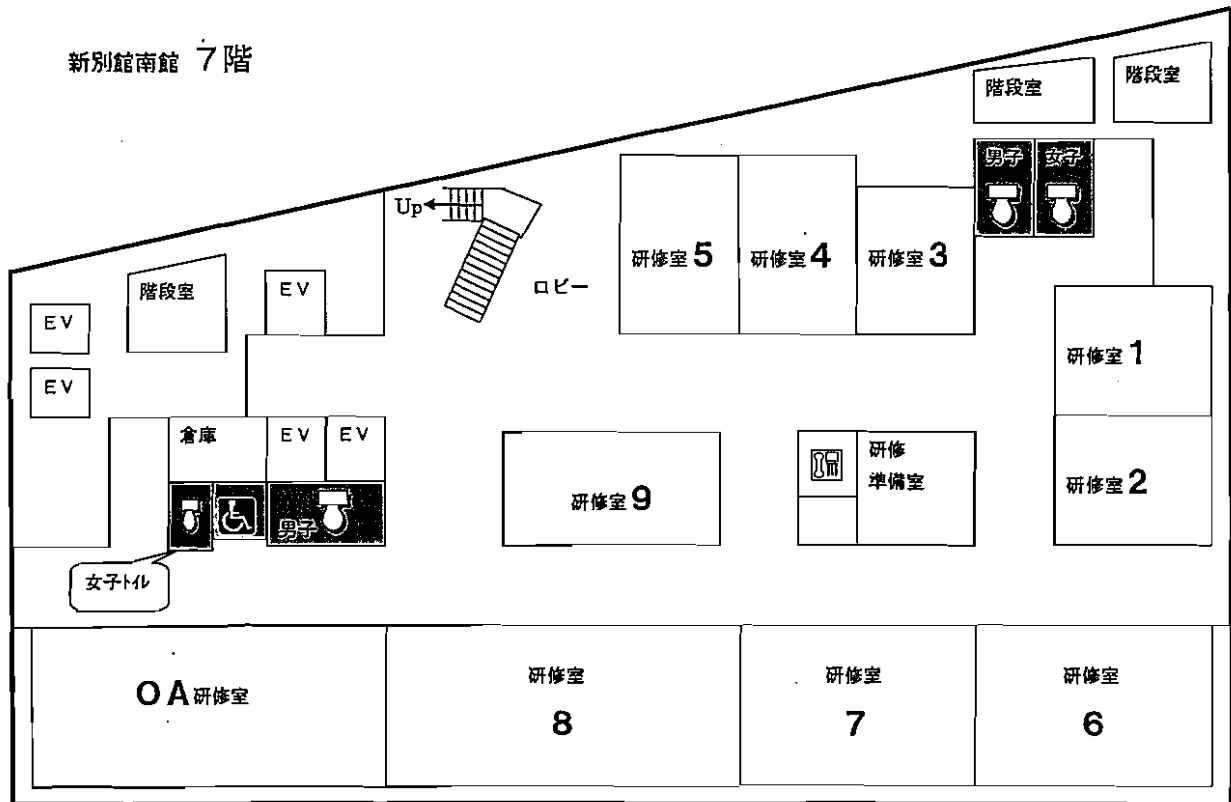 新別館南館 7階
階段室
階段室
男子
女子
Up
研修室5
研修室4
研修室3
ロビー
階段室
EV
EV
EV
研修室1
倉庫
EV
EV
研修
準備室
研修室9
研修室2
男子
女子トイレ
OA研修室
研修室
8
研修室
7
研修室
6